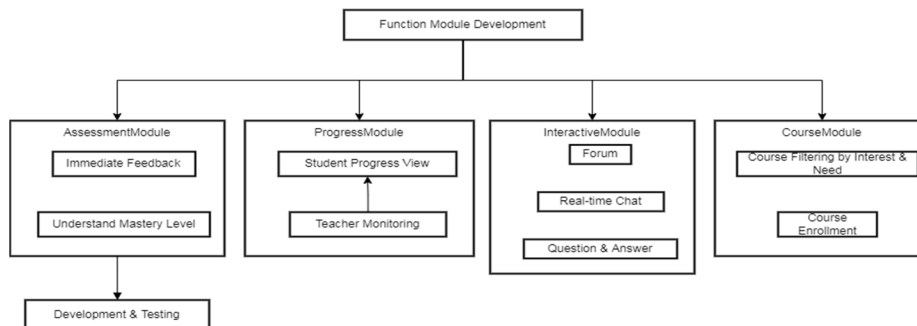 Function Module Development
AssessmentModule
Immediate Feedback
Understand Mastery Level
Development & Testing
ProgressModule
Student Progress View
Teacher Monitoring
InteractiveModule
Forum
Real-time Chat
Question & Answer
CourseModule
Course Filtering by Interest &
Need
Course
Enrollment